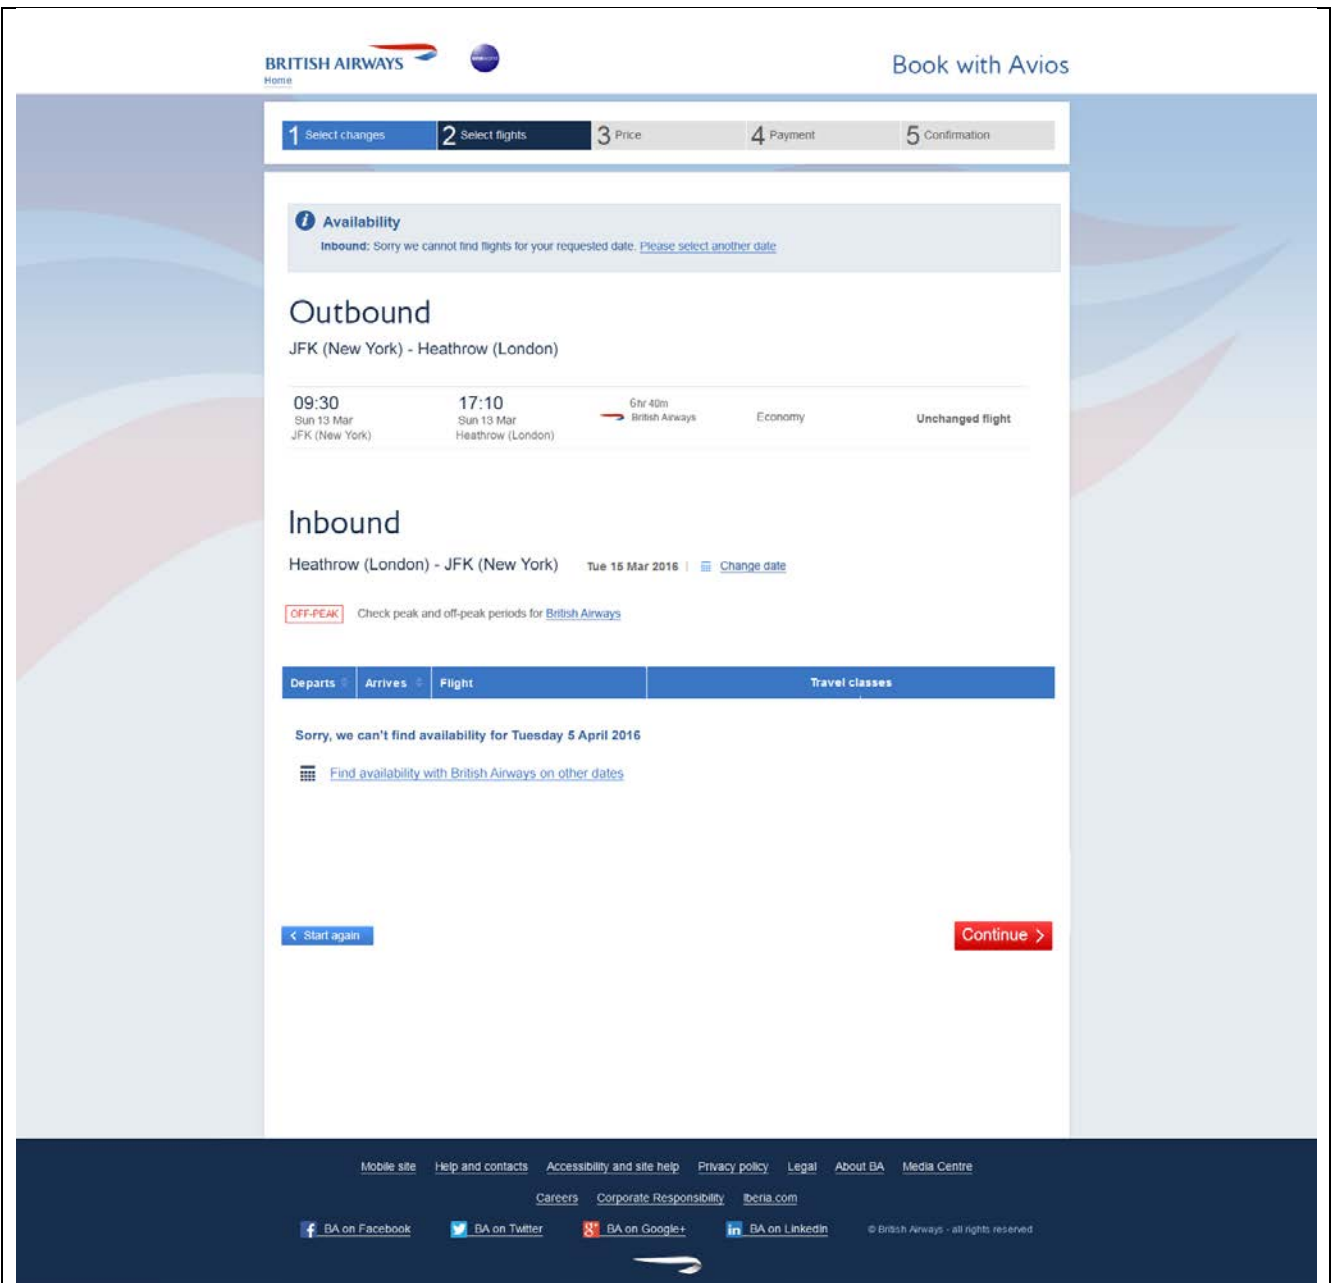 BRITISH AIRWAYS
Book with Avios
Home
1 Select changes 2 Select flights 3 Price 4 Payment 5 Confirmation
i Availability
Inbound: Sorry we cannot find flights for your requested date. Please select another date
Outbound
JFK (New York) - Heathrow (London)
09:30 17:10 6hr 40m
Sun 13 Mar Sun 13 Mar British Airways Economy Unchanged flight
JFK (New York) Heathrow (London)
Inbound
Heathrow (London) - JFK (New York) Tue 15 Mar 2016 | Change date
OFF-PEAK Check peak and off-peak periods for British Airways
Departs Arrives Flight Travel classes
Sorry, we can't find availability for Tuesday 5 April 2016
Find availability with British Airways on other dates
< Start again Continue >
Mobile site Help and contacts Accessibility and site help Privacy policy Legal About BA Media Centre
Careers Corporate Responsibility Iberia.com
f BA on Facebook BA on Twitter 8+ BA on Google+ in BA on LinkedIn © British Airways - all rights reserved